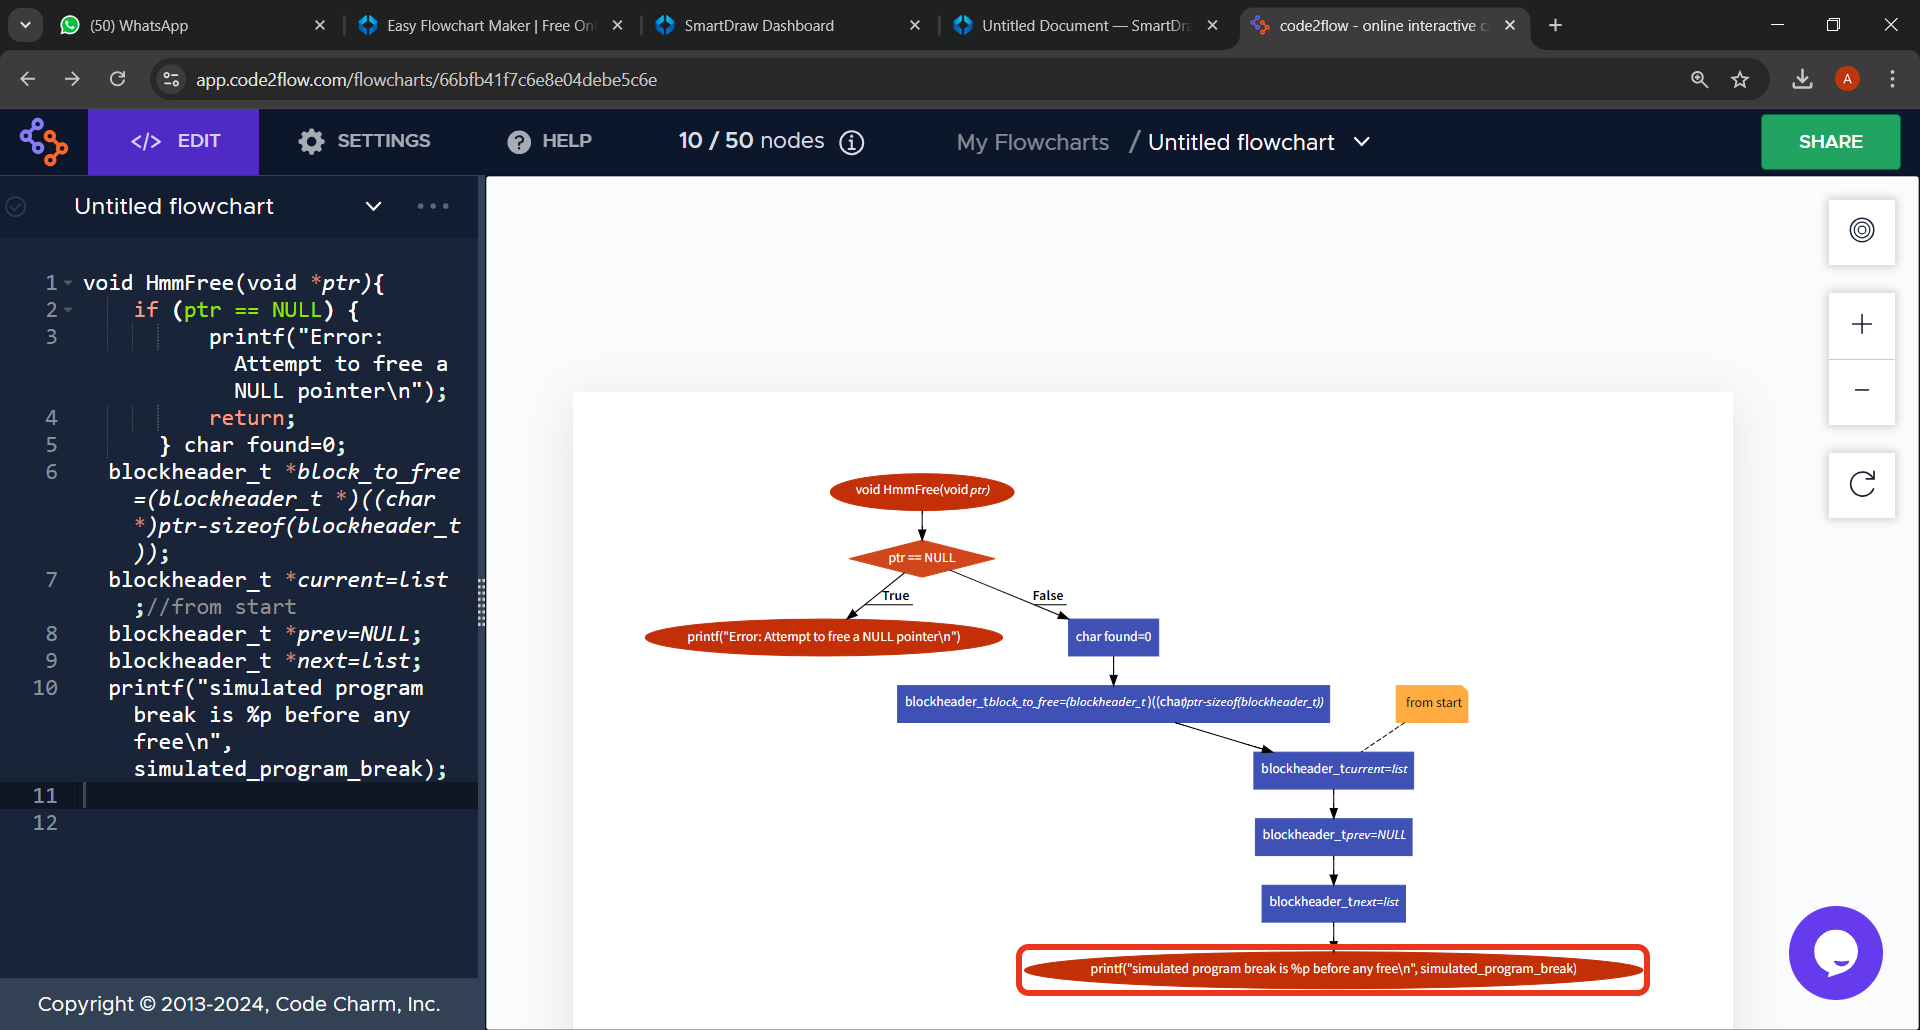 (50) WhatsApp
Easy Flowchart Maker | Free On
SmartDraw Dashboard
Untitled Document — SmartDra
code2flow - online interactive c
app.code2flow.com/flowcharts/66bfb41f7c6e8e04debe5c6e
A
</> EDIT
SETTINGS
? HELP
10 / 50 nodes
My Flowcharts / Untitled flowchart
SHARE
Untitled flowchart
1 void HmmFree(void *ptr){
2 if (ptr == NULL) {
3 printf("Error:
Attempt to free a
NULL pointer\n");
4 return;
5 } char found=0;
6 blockheader_t *block_to_free
=(blockheader_t *)((char
*)ptr-sizeof(blockheader_t
));
7 blockheader_t *current=list
;//from start
8 blockheader_t *prev=NULL;
9 blockheader_t *next=list;
10 printf("simulated program
break is %p before any
free\n",
simulated_program_break);
11
12
Copyright © 2013-2024, Code Charm, Inc.
void HmmFree(void ptr)
ptr == NULL
True
False
printf("Error: Attempt to free a NULL pointer\n")
char found=0
blockheader_tblock_to_free=(blockheader_t )((char)ptr-sizeof(blockheader_t))
from start
blockheader_tcurrent=list
blockheader_tprev=NULL
blockheader_tnext=list
printf("simulated program break is %p before any free\n", simulated_program_break)